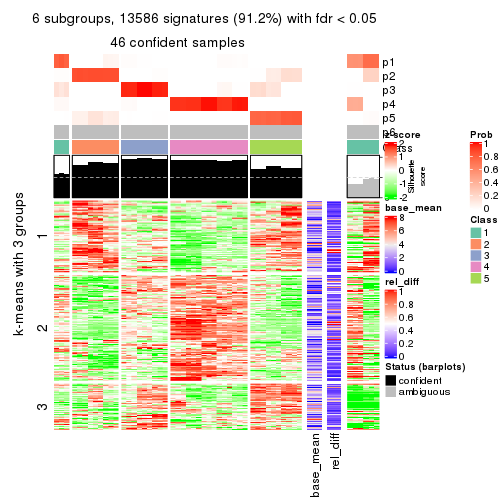 6 subgroups, 13586 signatures (91.2%) with fdr < 0.05
46 confident samples
p1
p2
p3
p4
p5
p6
Class
Silhouette
score
k-means with 3 groups
1
2
3
base_mean
rel_diff
z-score
2
1
0
-1
-2
base_mean
8
6
4
2
0
rel_diff
1
0.8
0.6
0.4
0.2
0
Status (barplots)
confident
ambiguous
Prob
1
0.8
0.6
0.4
0.2
0
Class
1
2
3
4
5